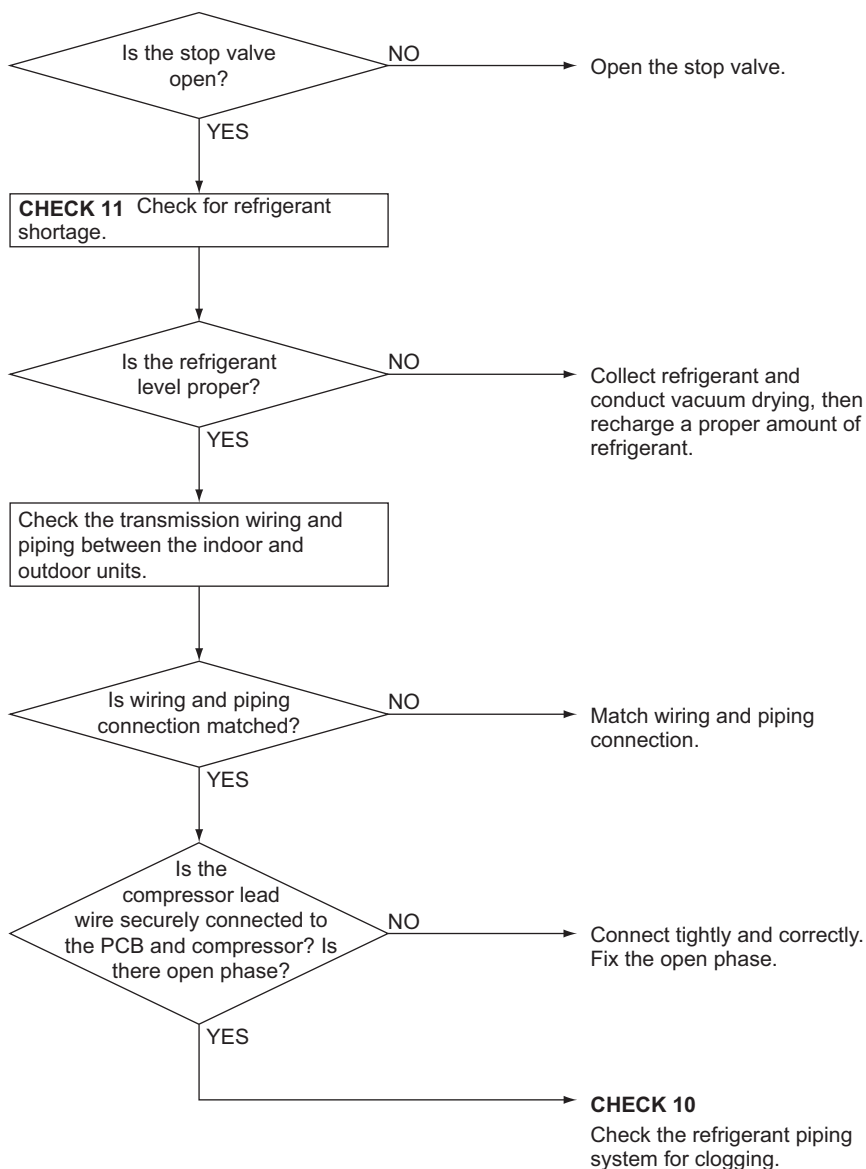 Is the stop valve
open?
NO
Open the stop valve.
YES
CHECK 11 Check for refrigerant
shortage.
Is the refrigerant
level proper?
NO
Collect refrigerant and
conduct vacuum drying, then
recharge a proper amount of
refrigerant.
YES
Check the transmission wiring and
piping between the indoor and
outdoor units.
Is wiring and piping
connection matched?
NO
Match wiring and piping
connection.
YES
Is the
compressor lead
wire securely connected to
the PCB and compressor? Is
there open phase?
NO
Connect tightly and correctly.
Fix the open phase.
YES
CHECK 10
Check the refrigerant piping
system for clogging.